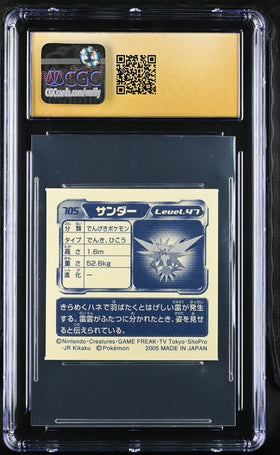 CGC
CGCcards.com/verify
705 サンダー Level.47
分類 でんげきポケモン
タイプ でんき、ひこう
高さ 1.6m
重さ 52.6kg
進化 ー
きらめくハネで羽ばたくとはげしい雷が発生
する。雷雲がふたつに分かれたとき、姿を見せ
ると伝えられている。
©Nintendo・Creatures・GAME FREAK・TV Tokyo・ShoPro
・JR Kikaku ©Pokémon 2005 MADE IN JAPAN